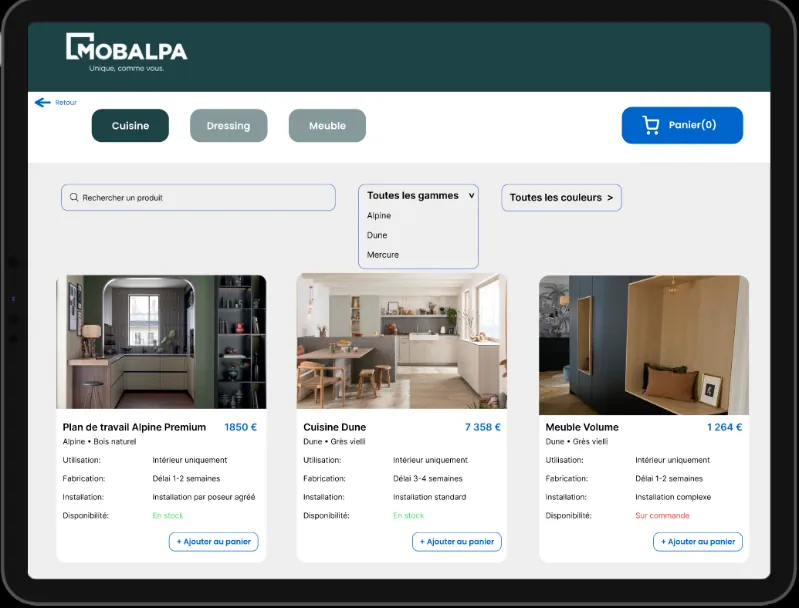 MOBALPA
Unique, comme vous.
Retour
Cuisine
Dressing
Meuble
Panier(0)
Rechercher un produit
Toutes les gammes v
Alpine
Dune
Mercure
Toutes les couleurs >
Plan de travail Alpine Premium 1850 €
Alpine • Bois naturel
Utilisation: Intérieur uniquement
Fabrication: Délai 1-2 semaines
Installation: Installation par poseur agréé
Disponibilité: En stock
+ Ajouter au panier
Cuisine Dune 7 358 €
Dune • Grès vielli
Utilisation: Intérieur uniquement
Fabrication: Délai 3-4 semaines
Installation: Installation standard
Disponibilité: En stock
+ Ajouter au panier
Meuble Volume 1 264 €
Dune • Grès vielli
Utilisation: Intérieur uniquement
Fabrication: Délai 1-2 semaines
Installation: Installation complexe
Disponibilité: Sur commande
+ Ajouter au panier